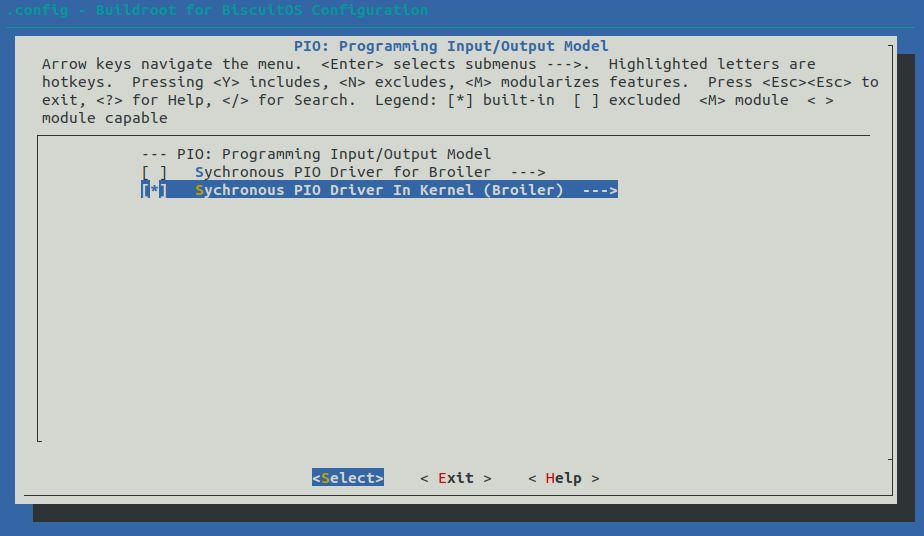 .config - Buildroot for BiscuitOS Configuration
PIO: Programming Input/Output Model
Arrow keys navigate the menu.  <Enter> selects submenus --->.  Highlighted letters are
hotkeys.  Pressing <Y> includes, <N> excludes, <M> modularizes features.  Press <Esc><Esc> to
exit, <?> for Help, </> for Search.  Legend: [*] built-in  [ ] excluded  <M> module  < >
module capable
--- PIO: Programming Input/Output Model
[ ]   Sychronous PIO Driver for Broiler  --->
[*]   Sychronous PIO Driver In Kernel (Broiler)  --->
<Select>    < Exit >    < Help >